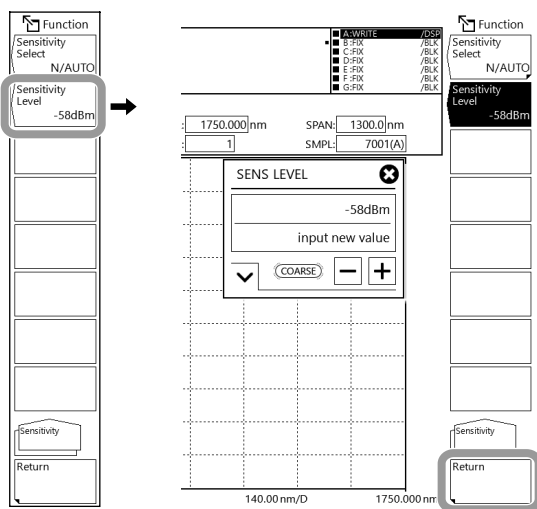 Function
Sensitivity
Select
N/AUTO
Sensitivity
Level
-58dBm
Sensitivity
Return
A:WRITE /DSP
B:FIX /BLK
C:FIX /BLK
D:FIX /BLK
E:FIX /BLK
F:FIX /BLK
G:FIX /BLK
: 1750.000 nm SPAN: 1300.0 nm
: 1 SMPL: 7001(A)
SENS LEVEL
-58dBm
input new value
COARSE
140.00 nm/D 1750.000 nm
Function
Sensitivity
Select
N/AUTO
Sensitivity
Level
-58dBm
Sensitivity
Return